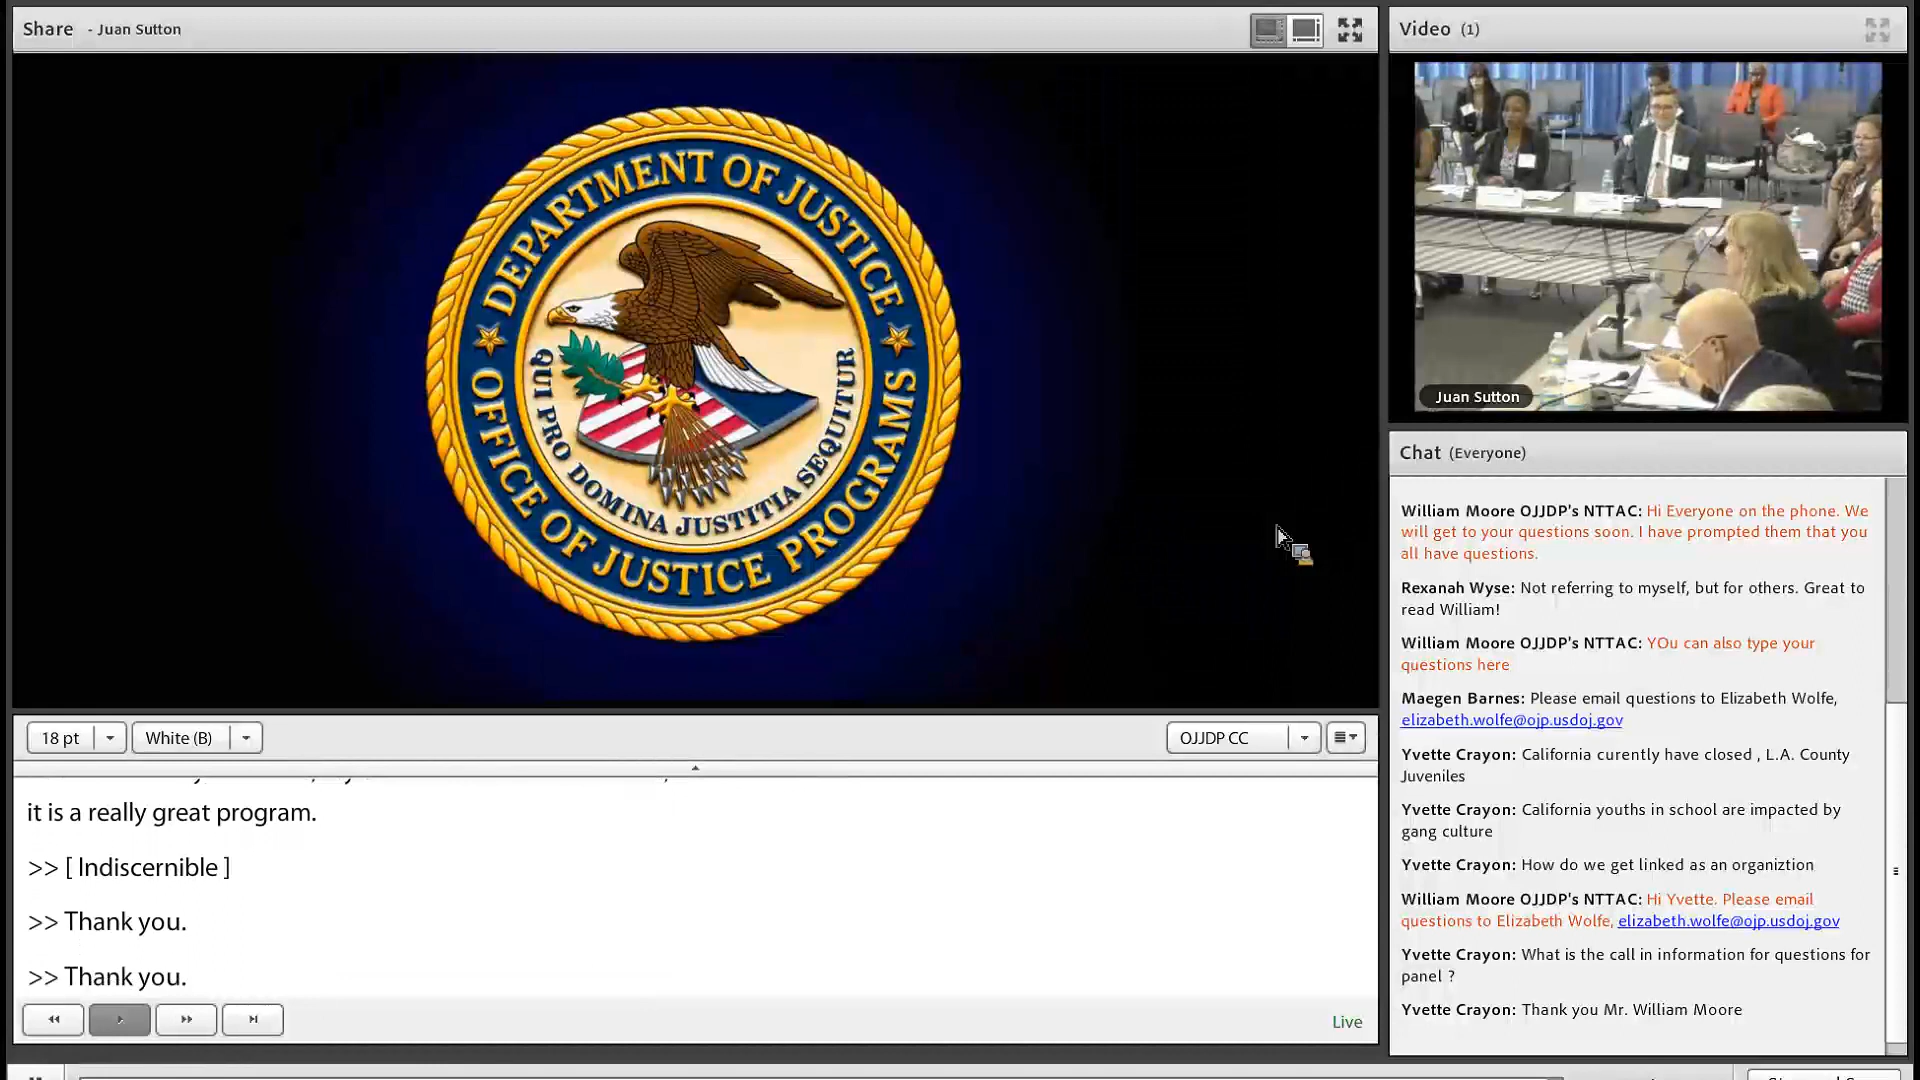 Share - Juan Sutton
DEPARTMENT OF JUSTICE
OFFICE OF JUSTICE PROGRAMS
QUI PRO DOMINA JUSTITIA SEQUITUR
Video (1)
Juan Sutton
Chat (Everyone)
William Moore OJJDP's NTTAC: Hi Everyone on the phone. We
will get to your questions soon. I have prompted them that you
all have questions.
Rexanah Wyse: Not referring to myself, but for others. Great to
read William!
William Moore OJJDP's NTTAC: YOu can also type your
questions here
Maegen Barnes: Please email questions to Elizabeth Wolfe,
elizabeth.wolfe@ojp.usdoj.gov
Yvette Crayon: California curently have closed , L.A. County
Juveniles
Yvette Crayon: California youths in school are impacted by
gang culture
Yvette Crayon: How do we get linked as an organiztion
William Moore OJJDP's NTTAC: Hi Yvette. Please email
questions to Elizabeth Wolfe, elizabeth.wolfe@ojp.usdoj.gov
Yvette Crayon: What is the call in information for questions for
panel ?
Yvette Crayon: Thank you Mr. William Moore
18 pt
White (B)
OJJDP CC
it is a really great program.
>> [ Indiscernible ]
>> Thank you.
>> Thank you.
Live